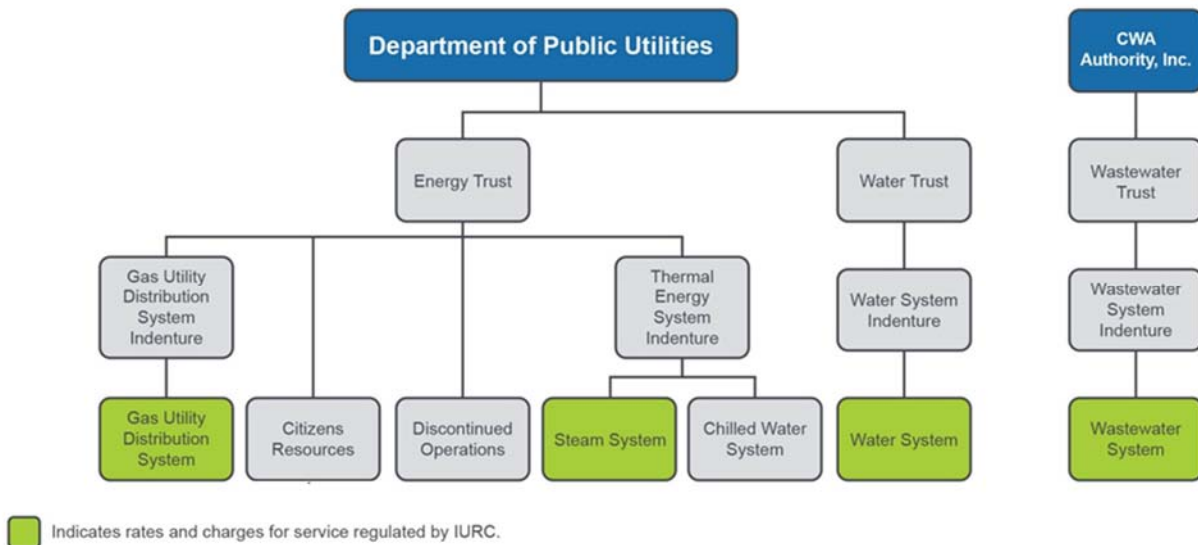 Department of Public Utilities
CWA
Authority, Inc.
Energy Trust
Water Trust
Wastewater
Trust
Gas Utility
Distribution
System
Indenture
Thermal
Energy
System
Indenture
Water System
Indenture
Wastewater
System
Indenture
Gas Utility
Distribution
System
Citizens
Resources
Discontinued
Operations
Steam System
Chilled Water
System
Water System
Wastewater
System
Indicates rates and charges for service regulated by IURC.